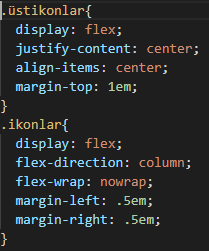 .üstikonlar{
display: flex;
justify-content: center;
align-items: center;
margin-top: 1em;
}
.ikonlar{
display: flex;
flex-direction: column;
flex-wrap: nowrap;
margin-left: .5em;
margin-right: .5em;
}